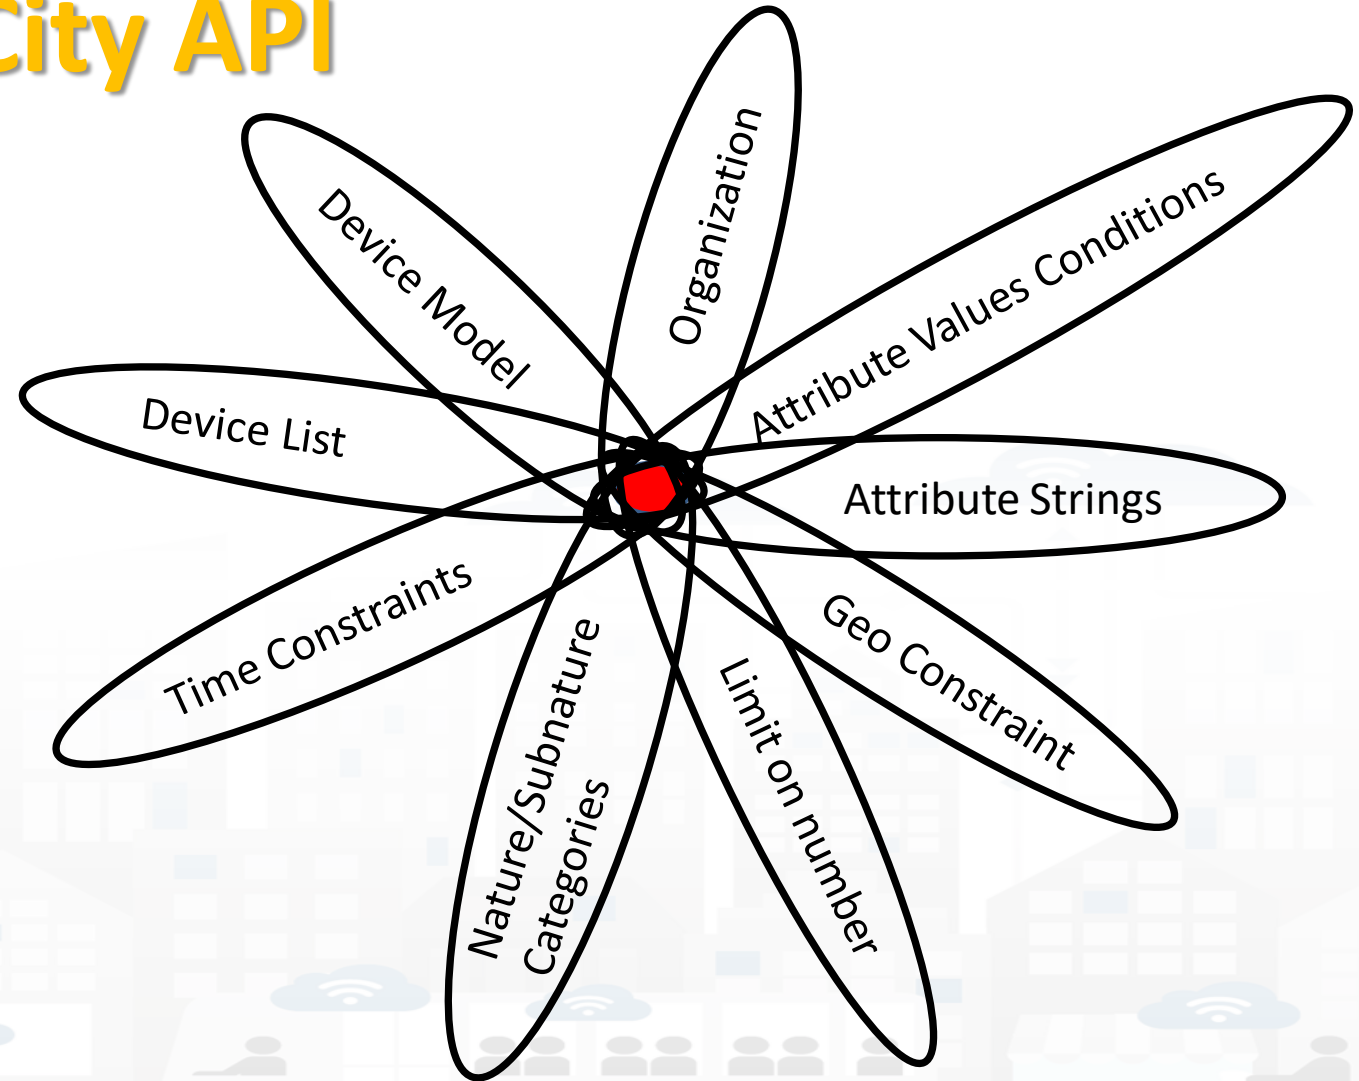 City API
Organization
Device Model
Attribute Values Conditions
Device List
Attribute Strings
Time Constraints
Geo Constraint
Nature/Subnature
Categories
Limit on number